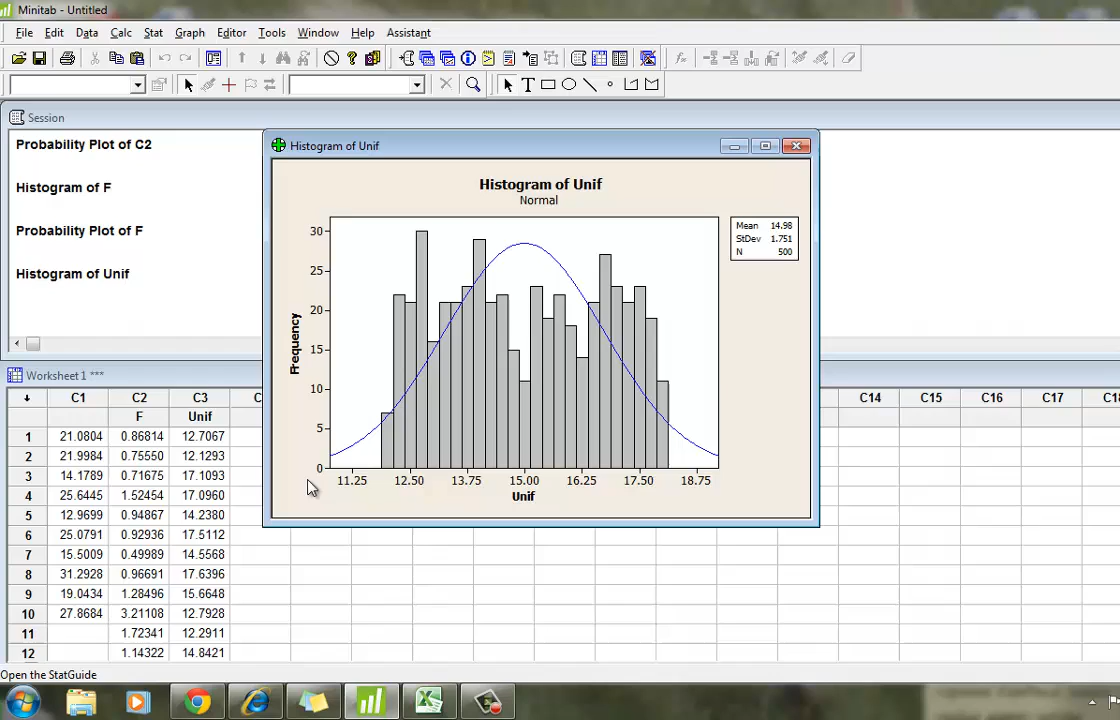 Minitab - Untitled
File Edit Data Calc Stat Graph Editor Tools Window Help Assistant
Session
Probability Plot of C2
Histogram of F
Probability Plot of F
Histogram of Unif
Histogram of Unif
Histogram of Unif
Normal
Mean 14.98
StDev 1.751
N 500
30
25
20
15
10
5
0
Frequency
11.25 12.50 13.75 15.00 16.25 17.50 18.75
Unif
Worksheet 1 ***
C1 C2 C3 C C14 C15 C16 C17 C18
F Unif
1 21.0804 0.86814 12.7067
2 21.9984 0.75550 12.1293
3 14.1789 0.71675 17.1093
4 25.6445 1.52454 17.0960
5 12.9699 0.94867 14.2380
6 25.0791 0.92936 17.5112
7 15.5009 0.49989 14.5568
8 31.2928 0.96691 17.6396
9 19.0434 1.28496 15.6648
10 27.8684 3.21108 12.7928
11 1.72341 12.2911
12 1.14322 14.8421
Open the StatGuide